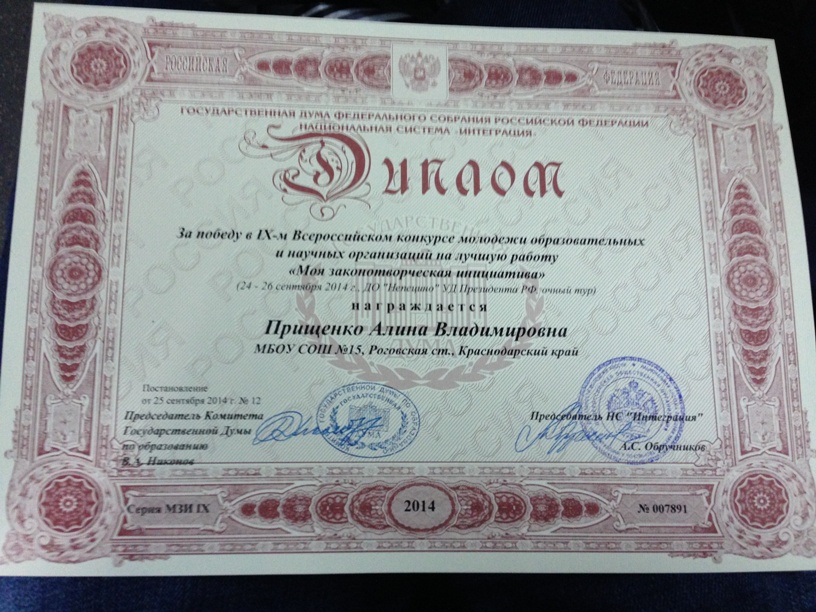 РОССИЙСКАЯ ФЕДЕРАЦИЯ
ГОСУДАРСТВЕННАЯ ДУМА ФЕДЕРАЛЬНОГО СОБРАНИЯ РОССИЙСКОЙ ФЕДЕРАЦИИ
НАЦИОНАЛЬНАЯ СИСТЕМА «ИНТЕГРАЦИЯ»
Диплом
За победу в IX-м Всероссийском конкурсе молодежи образовательных
и научных организаций на лучшую работу
«Моя законотворческая инициатива»
(24 - 26 сентября 2014 г., ДО "Непецино" УД Президента РФ, очный тур)
награждается
Прищенко Алина Владимировна
МБОУ СОШ №15, Роговская ст., Краснодарский край
Постановление
от 25 сентября 2014 г. № 12
Председатель Комитета
Государственной Думы
по образованию
В.А. Никонов
Председатель НС "Интеграция"
А.С. Обручников
Серия МЗИ IX
2014
№ 007891